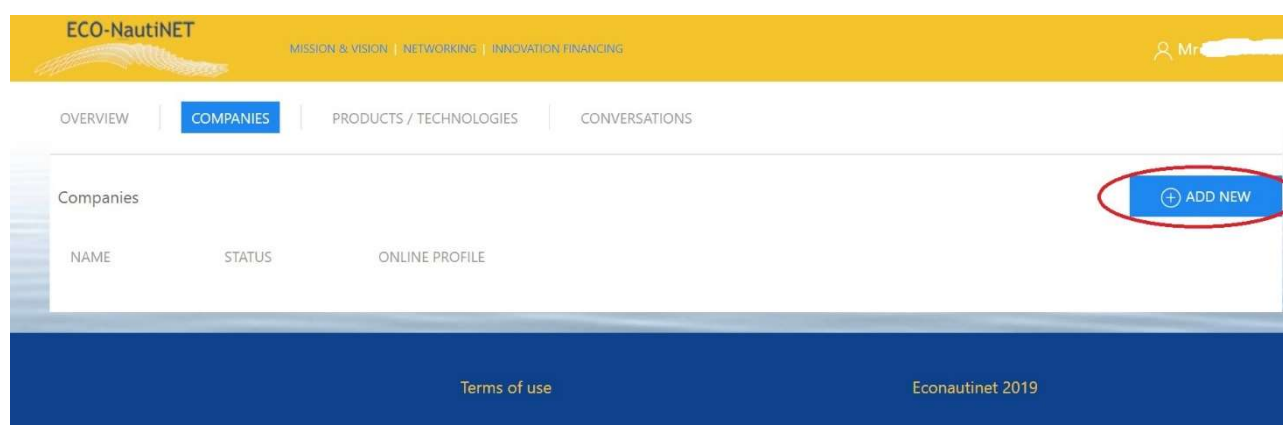 ECO-NautiNET
MISSION & VISION | NETWORKING | INNOVATION FINANCING
Mr
OVERVIEW COMPANIES PRODUCTS / TECHNOLOGIES CONVERSATIONS
Companies
ADD NEW
NAME STATUS ONLINE PROFILE
Terms of use Econautinet 2019